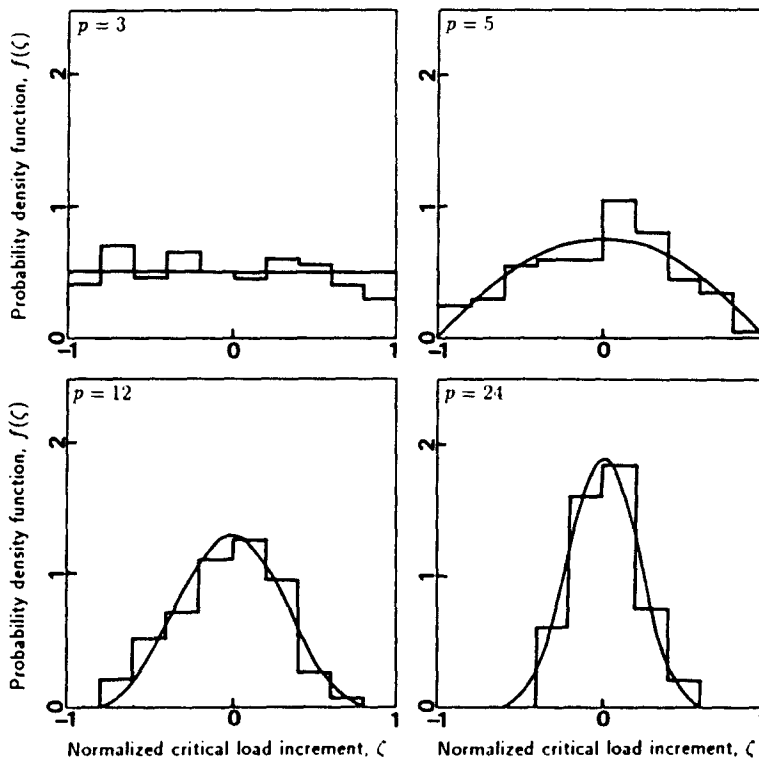 Probability density function, f(ζ)
p = 3
2
1
0
-1
0
1
p = 5
2
1
0
-1
0
Probability density function, f(ζ)
p = 12
2
1
0
-1
0
1
Normalized critical load increment, ζ
p = 24
2
1
0
-1
0
1
Normalized critical load increment, ζ